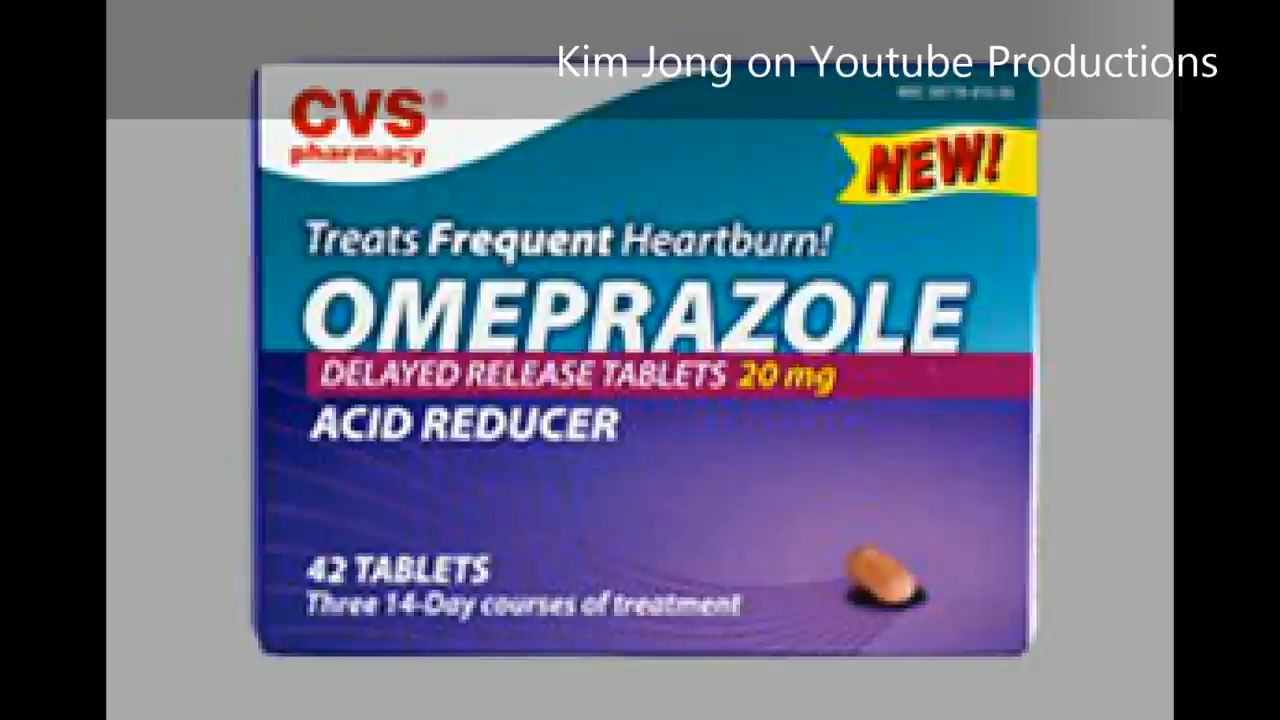 Kim Jong on Youtube Productions
CVS®
pharmacy
NEW!
Treats Frequent Heartburn!
OMEPRAZOLE
DELAYED RELEASE TABLETS 20 mg
ACID REDUCER
42 TABLETS
Three 14-Day courses of treatment